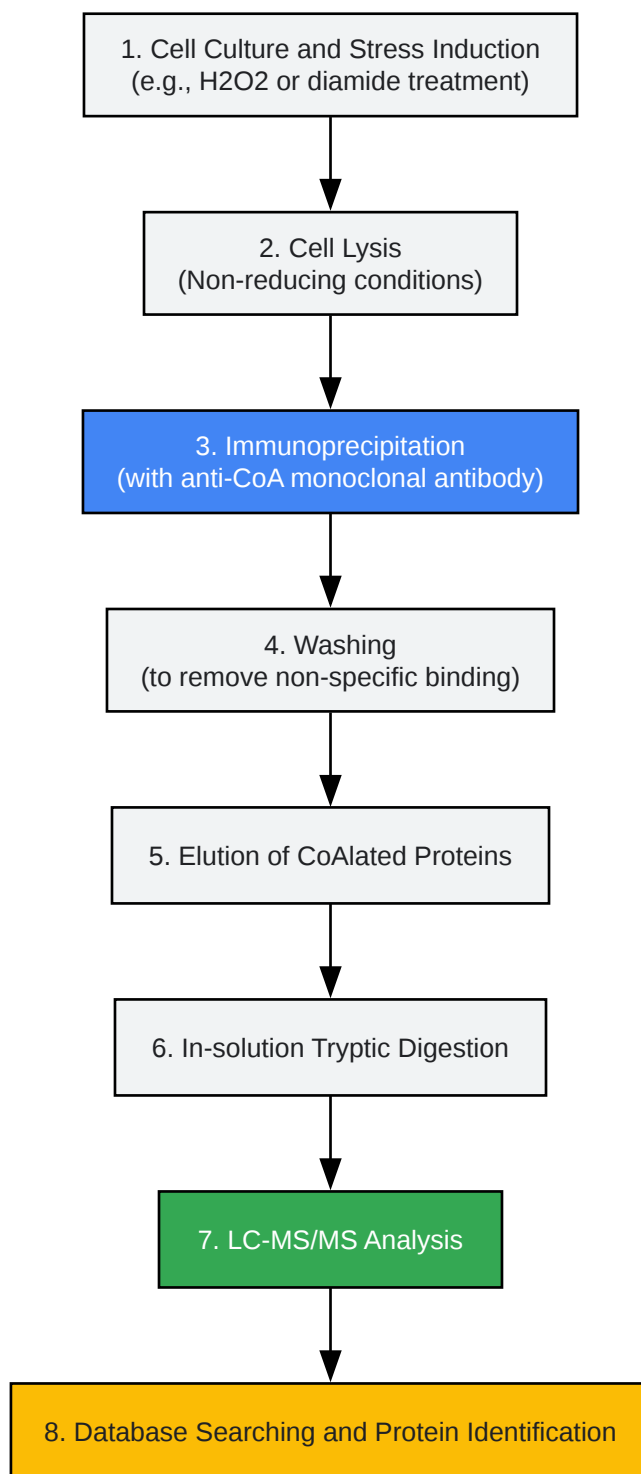 1. Cell Culture and Stress Induction
(e.g., H2O2 or diamide treatment)
2. Cell Lysis
(Non-reducing conditions)
3. Immunoprecipitation
(with anti-CoA monoclonal antibody)
4. Washing
(to remove non-specific binding)
5. Elution of CoAlated Proteins
6. In-solution Tryptic Digestion
7. LC-MS/MS Analysis
8. Database Searching and Protein Identification